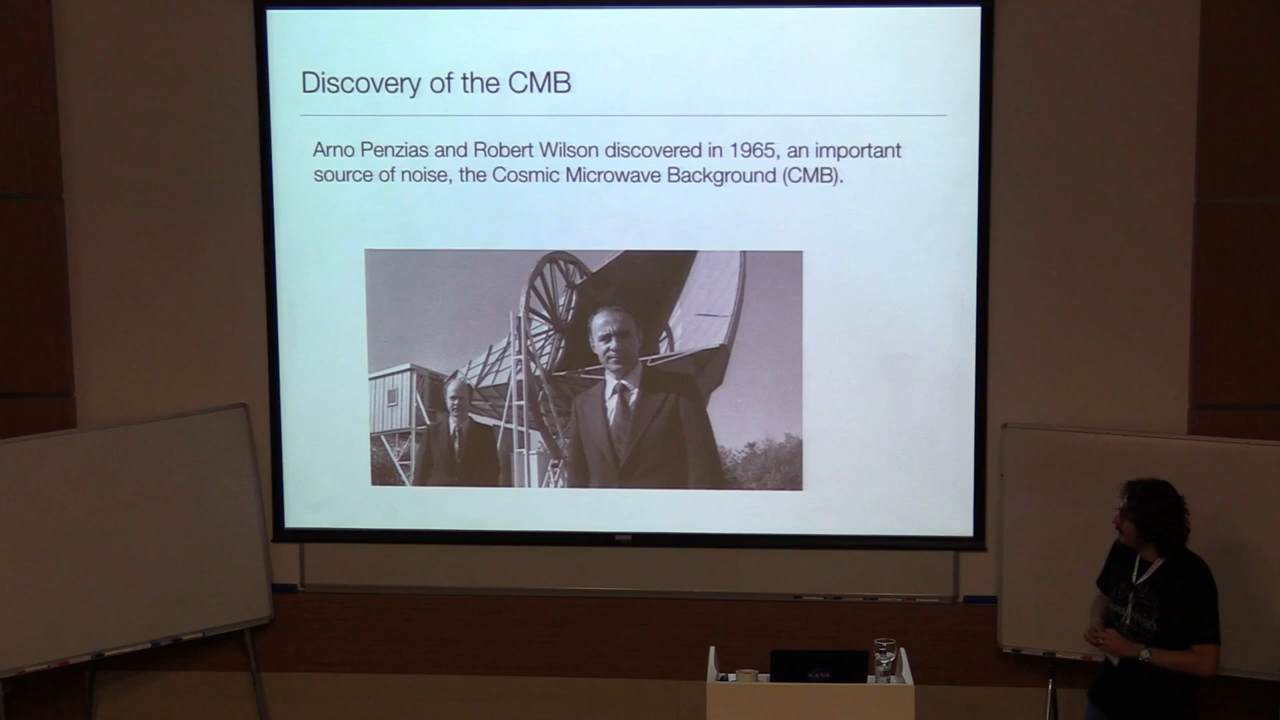 Discovery of the CMB
Arno Penzias and Robert Wilson discovered in 1965, an important
source of noise, the Cosmic Microwave Background (CMB).